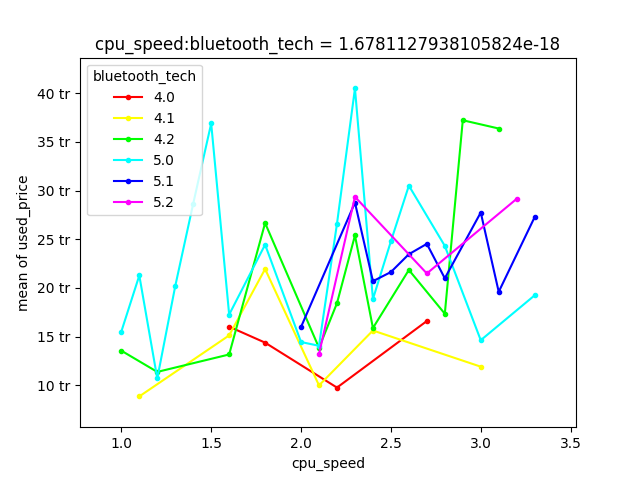 cpu_speed:bluetooth_tech = 1.6781127938105824e-18
bluetooth_tech
4.0
4.1
4.2
5.0
5.1
5.2
mean of used_price
40 tr
35 tr
30 tr
25 tr
20 tr
15 tr
10 tr
1.0 1.5 2.0 2.5 3.0 3.5
cpu_speed